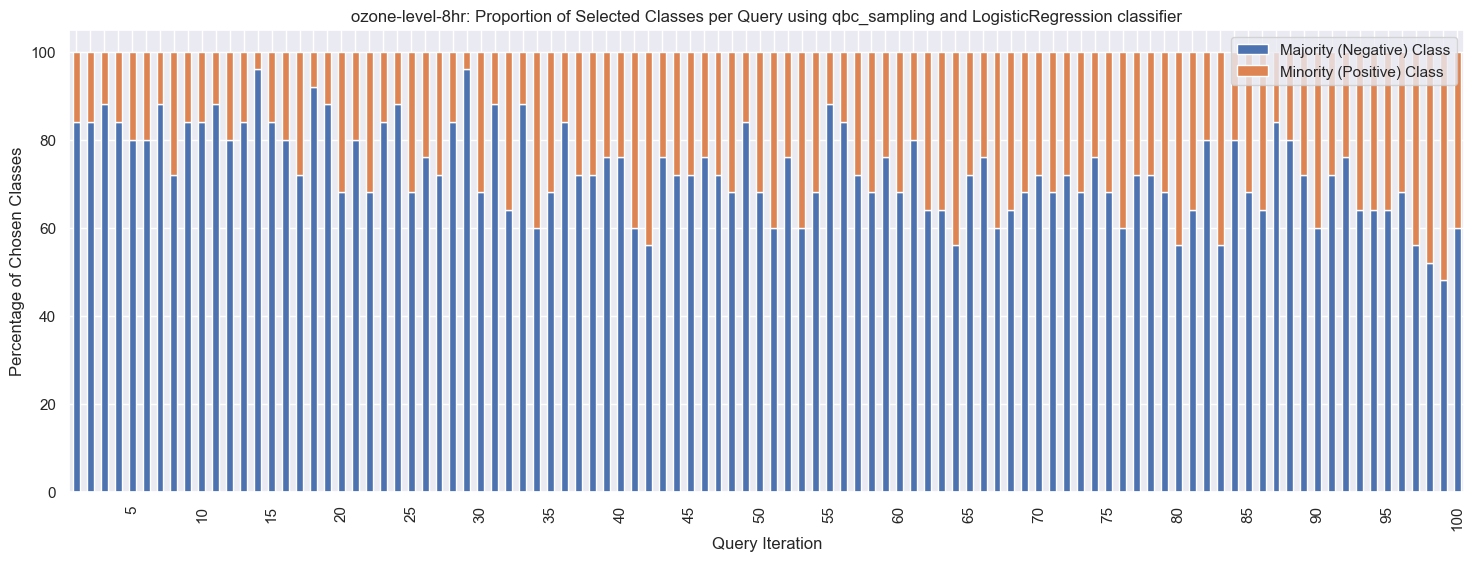 ozone-level-8hr: Proportion of Selected Classes per Query using qbc_sampling and LogisticRegression classifier
Majority (Negative) Class
Minority (Positive) Class
Percentage of Chosen Classes
100
80
60
40
20
0
5 10 15 20 25 30 35 40 45 50 55 60 65 70 75 80 85 90 95 100
Query Iteration